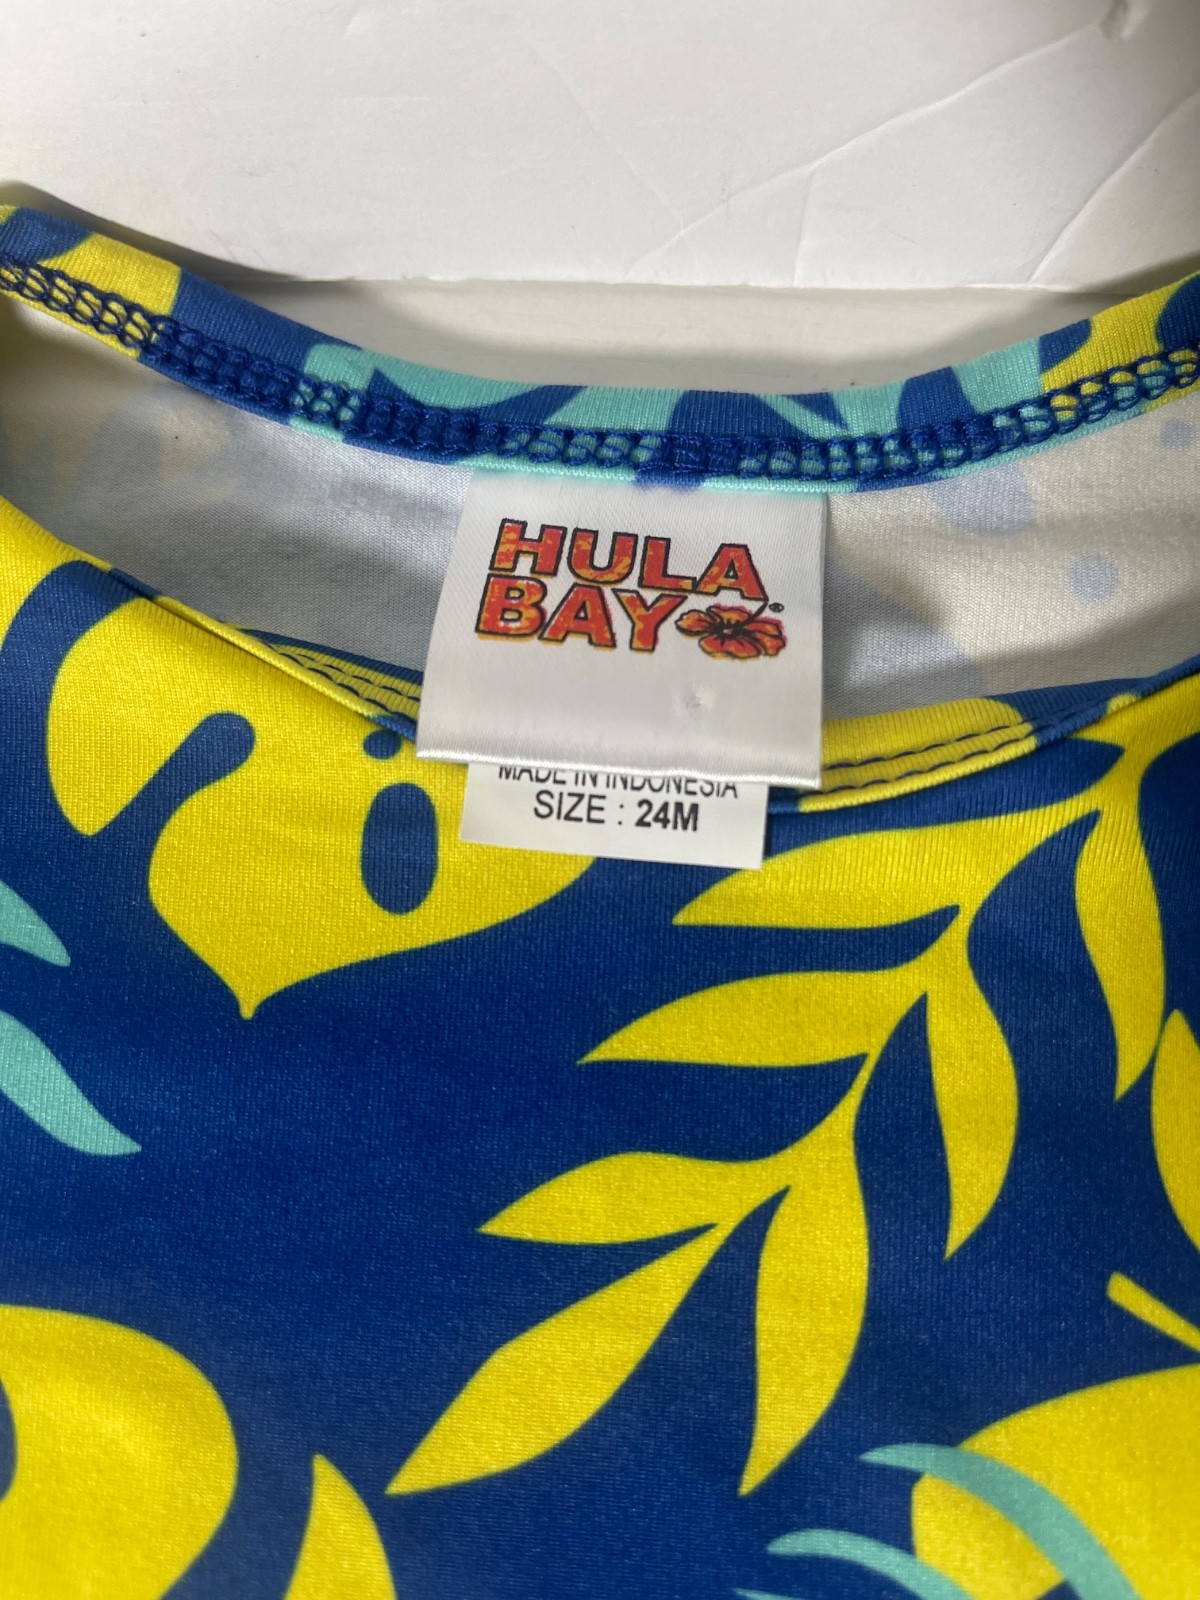 HULA
BAY®
MADE IN INDONESIA
SIZE : 24M